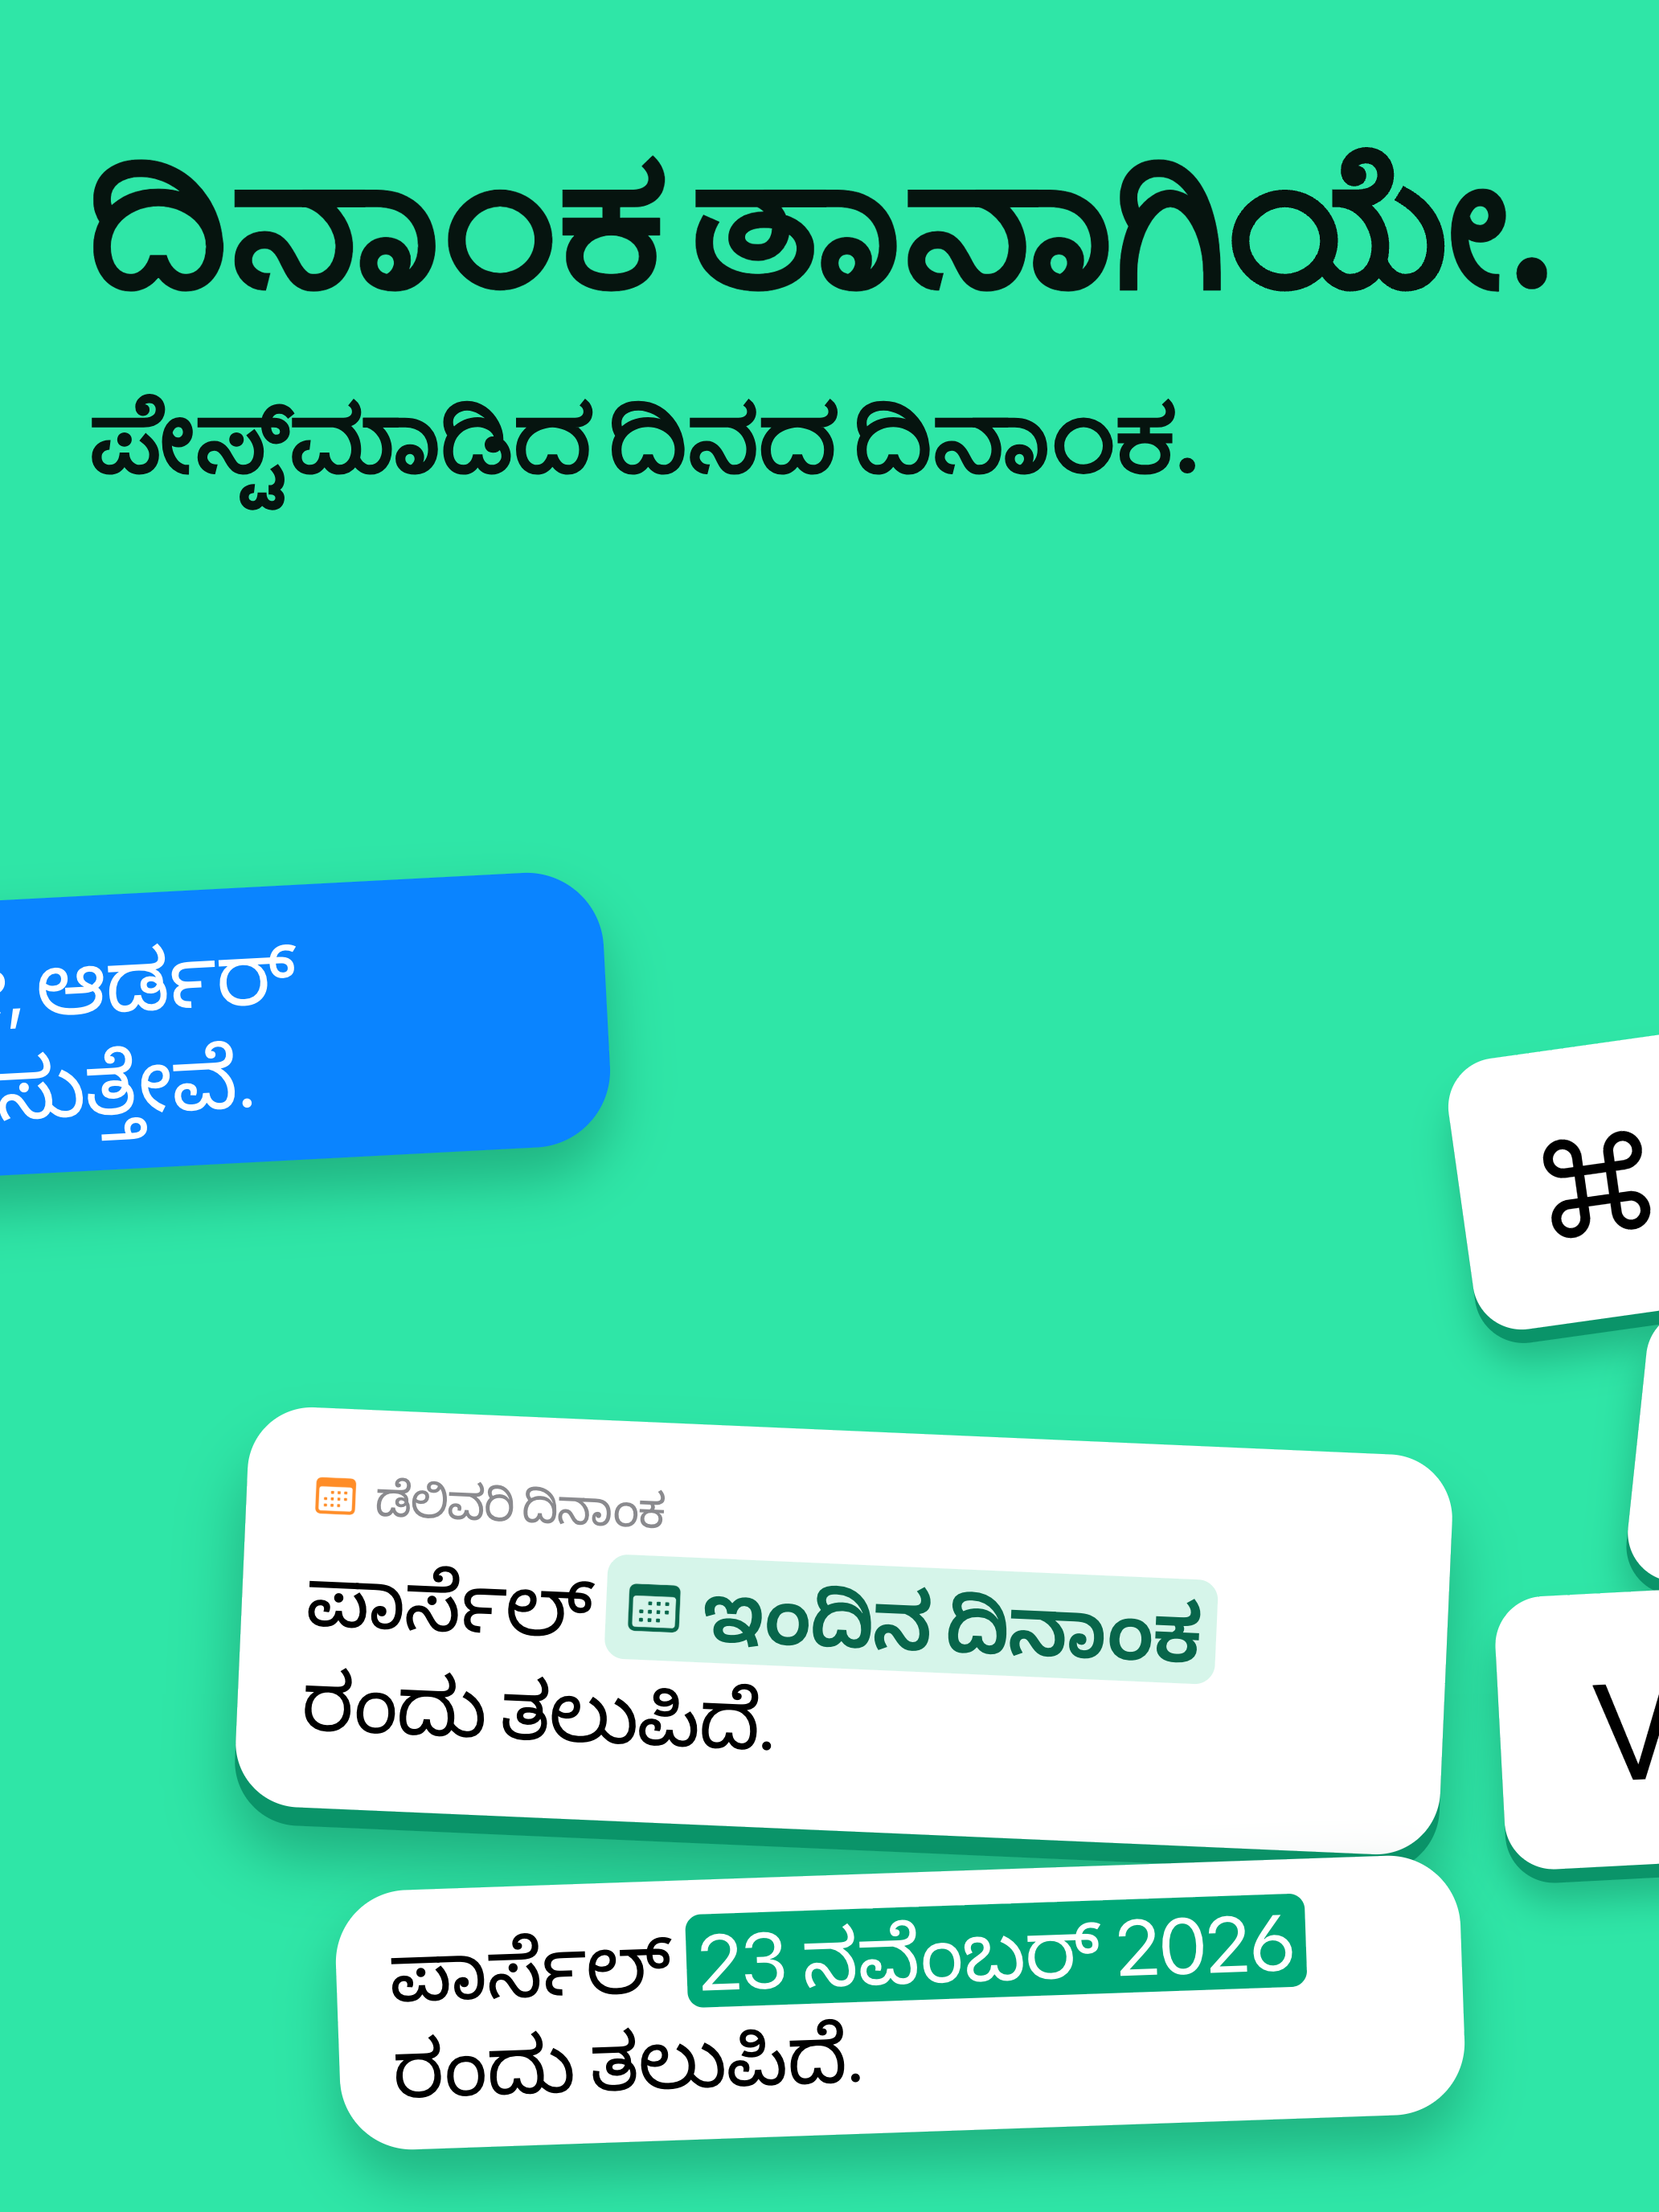 ದಿನಾಂಕ ತಾನಾಗಿಯೇ.
ಪೇಸ್ಟ್‌ಮಾಡಿದ ದಿನದ ದಿನಾಂಕ.
, ಆರ್ಡರ್
ಸುತ್ತೇವೆ.
⌘
ಡೆಲಿವರಿ ದಿನಾಂಕ
ಪಾರ್ಸೆಲ್ ಇಂದಿನ ದಿನಾಂಕ
ರಂದು ತಲುಪಿದೆ.
V
ಪಾರ್ಸೆಲ್ 23 ನವೆಂಬರ್ 2026
ರಂದು ತಲುಪಿದೆ.